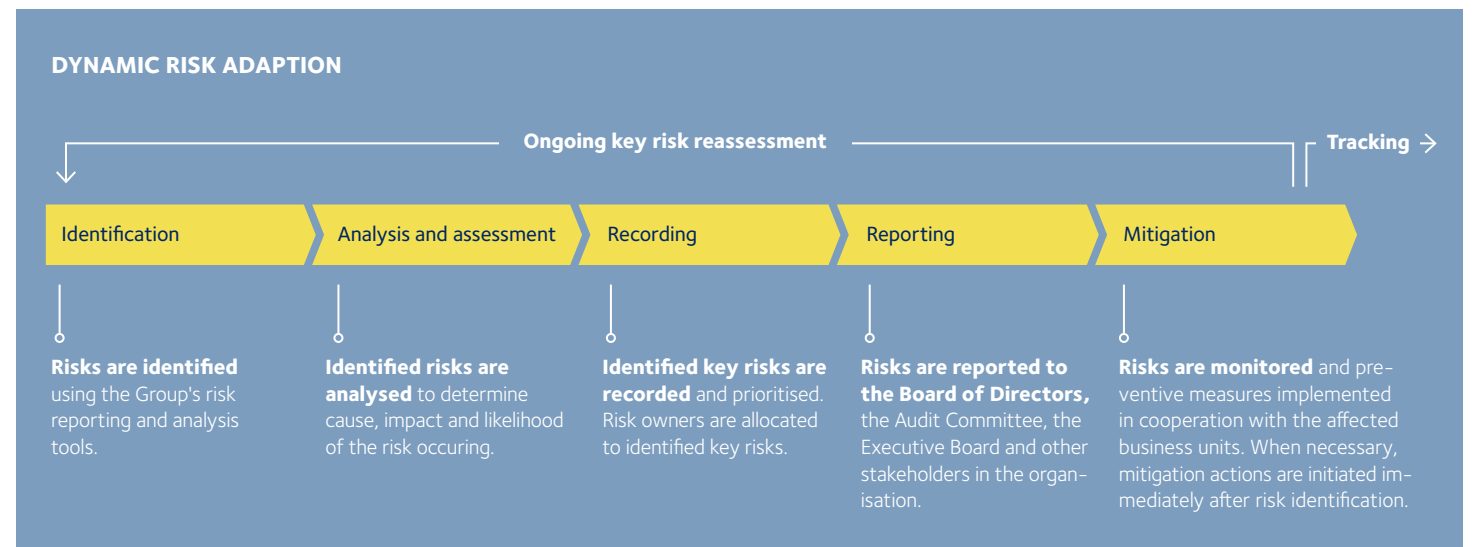 DYNAMIC RISK ADAPTION
Ongoing key risk reassessment
Tracking
Identification
Analysis and assessment
Recording
Reporting
Mitigation
Risks are identified
using the Group's risk
reporting and analysis
tools.
Identified risks are
analysed to determine
cause, impact and likelihood
of the risk occuring.
Identified key risks are
recorded and prioritised.
Risk owners are allocated
to identified key risks.
Risks are reported to
the Board of Directors,
the Audit Committee, the
Executive Board and other
stakeholders in the organ-
isation.
Risks are monitored and pre-
ventive measures implemented
in cooperation with the affected
business units. When necessary,
mitigation actions are initiated im-
mediately after risk identification.